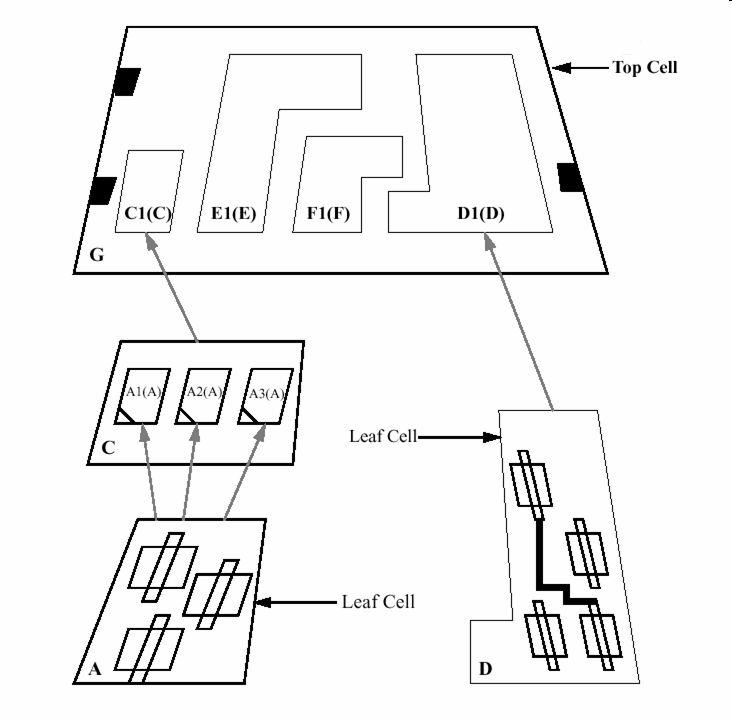 Top Cell
C1(C)
E1(E)
F1(F)
D1(D)
G
A1(A)
A2(A)
A3(A)
C
Leaf Cell
Leaf Cell
A
D